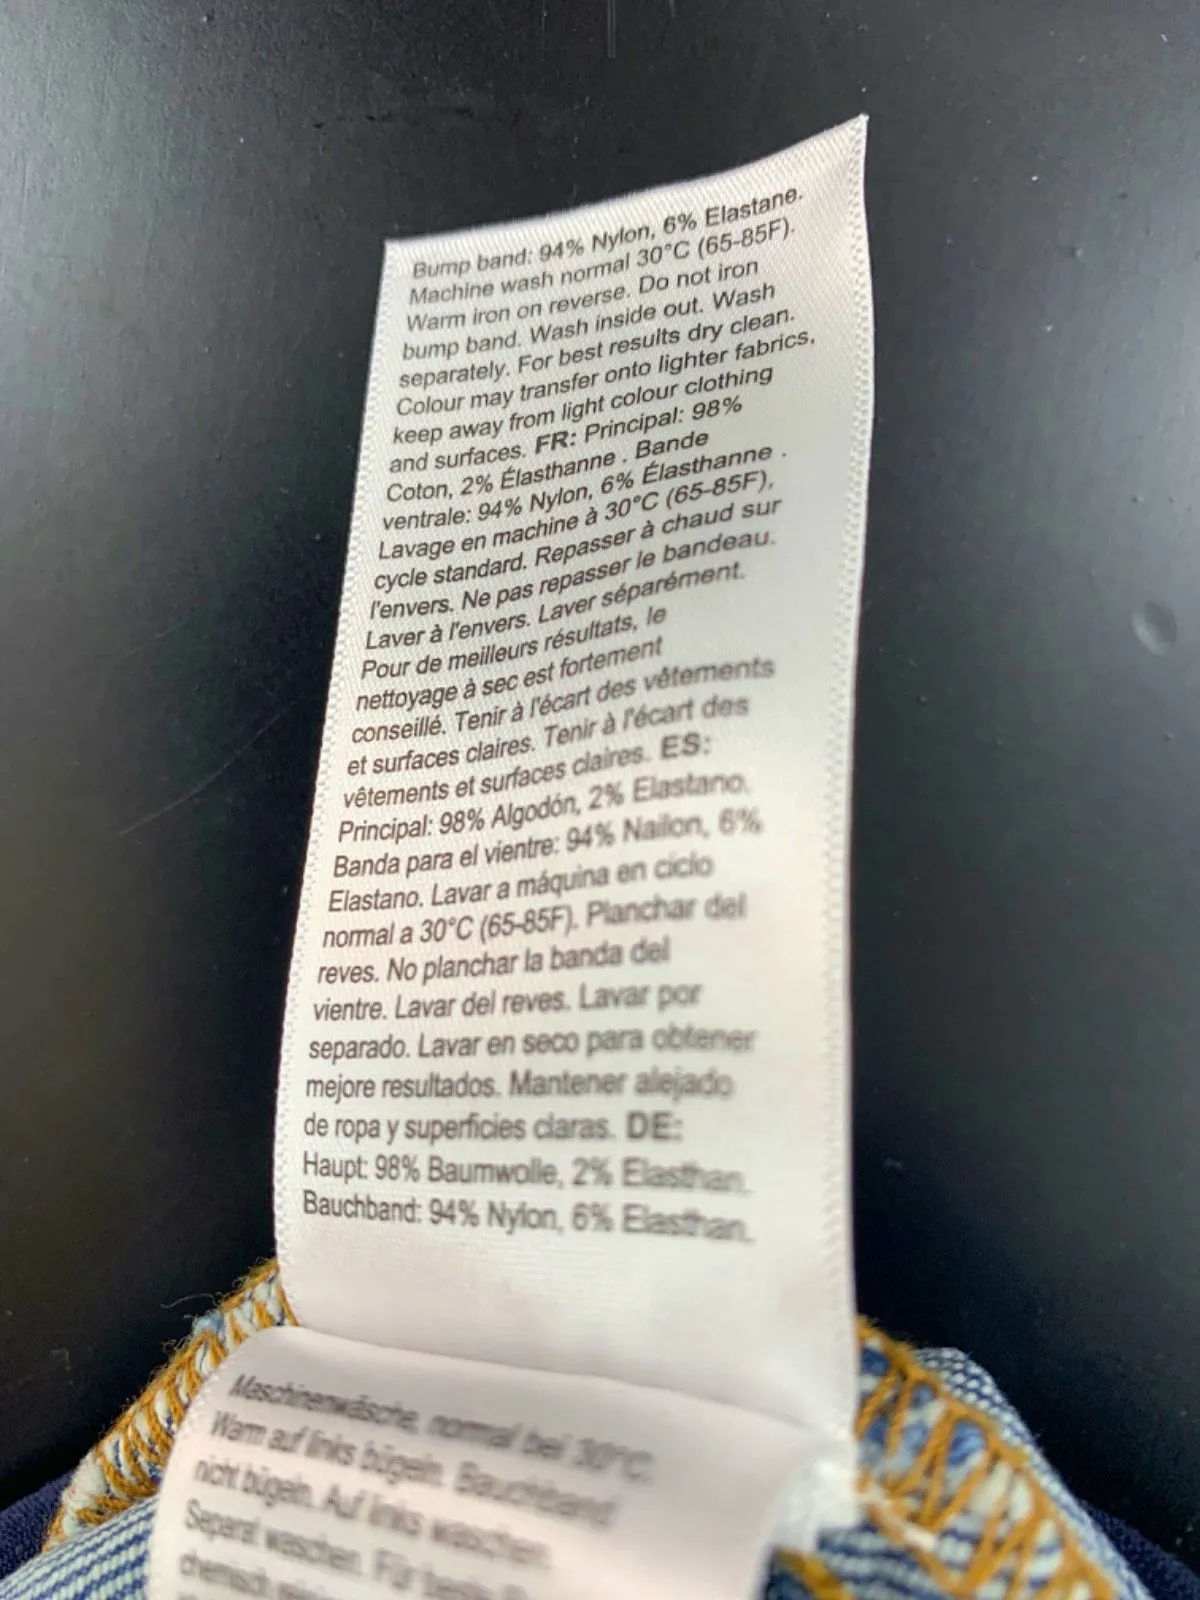 Bump band: 94% Nylon, 6% Elastane.
Machine wash normal 30°C (65-85F).
Warm iron on reverse. Do not iron
bump band. Wash inside out. Wash
separately. For best results dry clean.
Colour may transfer onto lighter fabrics,
keep away from light colour clothing
and surfaces. FR: Principal: 98%
Coton, 2% Élasthanne . Bande
ventrale: 94% Nylon, 6% Élasthanne .
Lavage en machine à 30°C (65-85F),
cycle standard. Repasser à chaud sur
l'envers. Ne pas repasser le bandeau.
Laver à l'envers. Laver séparément.
Pour de meilleurs résultats, le
nettoyage à sec est fortement
conseillé. Tenir à l'écart des vêtements
et surfaces claires. Tenir à l'écart des
vêtements et surfaces claires. ES:
Principal: 98% Algodón, 2% Elastano.
Banda para el vientre: 94% Nailon, 6%
Elastano. Lavar a máquina en ciclo
normal a 30°C (65-85F). Planchar del
reves. No planchar la banda del
vientre. Lavar del reves. Lavar por
separado. Lavar en seco para obtener
mejore resultados. Mantener alejado
de ropa y superficies claras. DE:
Haupt: 98% Baumwolle, 2% Elasthan.
Bauchband: 94% Nylon, 6% Elasthan.
Maschinenwäsche, normal bei 30°C.
Warm auf links bügeln. Bauchband
nicht bügeln. Auf links waschen.
Separat waschen. Für
chemisch